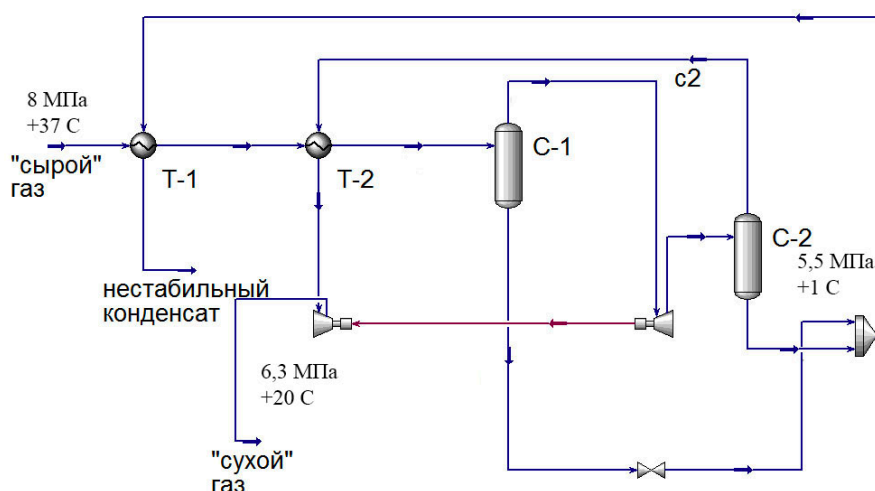 с2
8 МПа
+37 С
"сырой"
газ
Т-1
Т-2
С-1
С-2
5,5 МПа
+1 С
нестабильный
конденсат
6,3 МПа
+20 С
"сухой"
газ